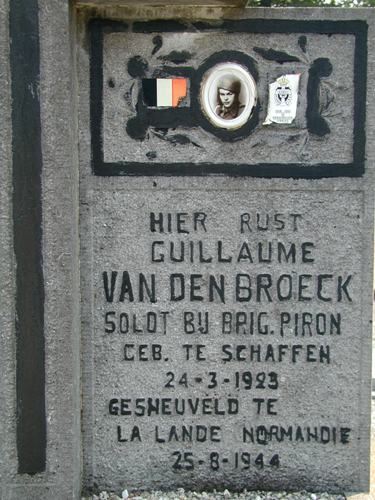 HIER RUST
GUILLAUME
VAN DEN BROECK
SOLDT BIJ BRIG. PIRON
GEB. TE SCHAFFEN
24-3-1923
GESNEUVELD TE
LA LANDE NORMANDIE
25-8-1944